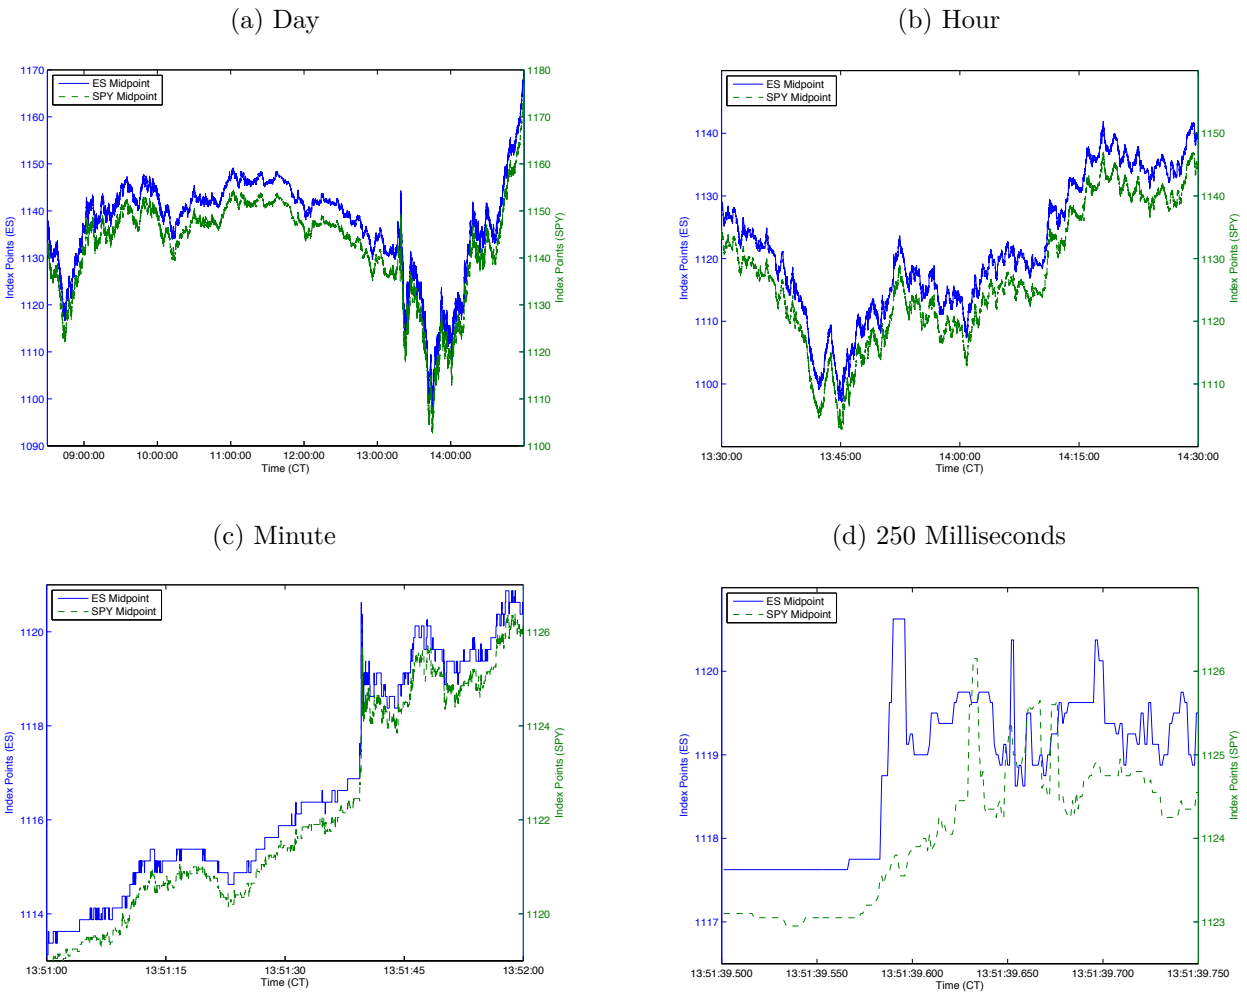 (a) Day
1170
1160
1150
1140
1130
1120
1110
1100
1090
Index Points (ES)
ES Midpoint
SPY Midpoint
1180
1170
1160
1150
1140
1130
1120
1110
1100
Index Points (SPY)
09:00:00 10:00:00 11:00:00 12:00:00 13:00:00 14:00:00
Time (CT)
(b) Hour
1140
1130
1120
1110
1100
Index Points (ES)
ES Midpoint
SPY Midpoint
1150
1140
1130
1120
1110
Index Points (SPY)
13:30:00 13:45:00 14:00:00 14:15:00 14:30:00
Time (CT)
(c) Minute
1120
1118
1116
1114
Index Points (ES)
ES Midpoint
SPY Midpoint
1126
1124
1122
1120
Index Points (SPY)
13:51:00 13:51:15 13:51:30 13:51:45 13:52:00
Time (CT)
(d) 250 Milliseconds
1120
1119
1118
1117
Index Points (ES)
ES Midpoint
SPY Midpoint
1126
1125
1124
1123
Index Points (SPY)
13:51:39.500 13:51:39.550 13:51:39.600 13:51:39.650 13:51:39.700 13:51:39.750
Time (CT)